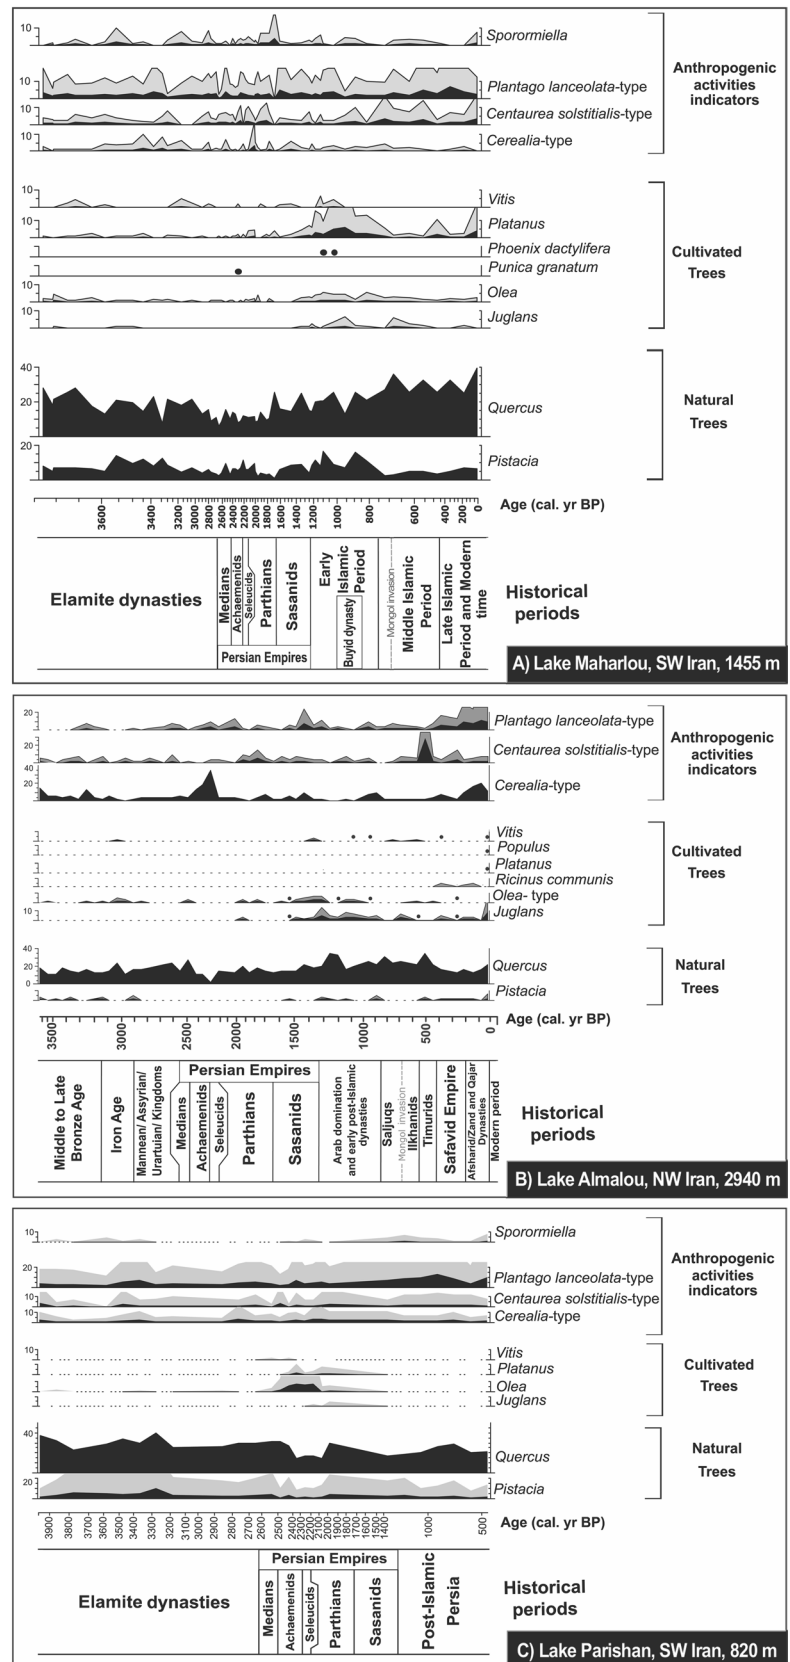 10
Sporormiella
10
Plantago lanceolata-type
10
Centaurea solstitialis-type
10
Cerealia-type
Anthropogenic
activities
indicators
10
Vitis
10
Platanus
Phoenix dactylifera
Punica granatum
10
Olea
10
Juglans
Cultivated
Trees
40
20
Quercus
20
Pistacia
Natural
Trees
3600 3400 3200 3000 2800 2600 2400 2200 2000 1800 1600 1400 1200 1000 800 600 400 200 0
Age (cal. yr BP)
Elamite dynasties
Medians
Achaemenids
Seleucids
Parthians
Sasanids
Persian Empires
Early
Islamic
Period
Buyid dynasty
Mongol invasion
Middle Islamic
Period
Late Islamic
Period and Modern
time
Historical
periods
A) Lake Maharlou, SW Iran, 1455 m
20
Plantago lanceolata-type
20
Centaurea solstitialis-type
40
20
Cerealia-type
Anthropogenic
activities
indicators
Vitis
Populus
Platanus
Ricinus communis
Olea- type
10
Juglans
Cultivated
Trees
40
20
0
Quercus
Pistacia
Natural
Trees
3500 3000 2500 2000 1500 1000 500 0
Age (cal. yr BP)
Middle to Late
Bronze Age
Iron Age
Mannean/ Assyrian/
Urartuian/ Kingdoms
Persian Empires
Medians
Achaemenids
Seleucids
Parthians
Sasanids
Arab domination
and early post-Islamic
dynasties
Saljuqs
Mongol invasion
Ilkhanids
Timurids
Safavid Empire
Afsharid/Zand and Qajar
Dynasties
Modern period
Historical
periods
B) Lake Almalou, NW Iran, 2940 m
10
Sporormiella
20
Plantago lanceolata-type
10
Centaurea solstitialis-type
10
Cerealia-type
Anthropogenic
activities
indicators
10
Vitis
Platanus
Olea
Juglans
Cultivated
Trees
40
Quercus
20
Pistacia
Natural
Trees
3900 3800 3700 3600 3500 3400 3300 3200 3100 3000 2900 2800 2700 2600 2500 2400 2300 2200 2100 2000 1900 1800 1700 1600 1500 1400 1000 500
Age (cal. yr BP)
Elamite dynasties
Persian Empires
Medians
Achaemenids
Seleucids
Parthians
Sasanids
Post-Islamic
Persia
Historical
periods
C) Lake Parishan, SW Iran, 820 m